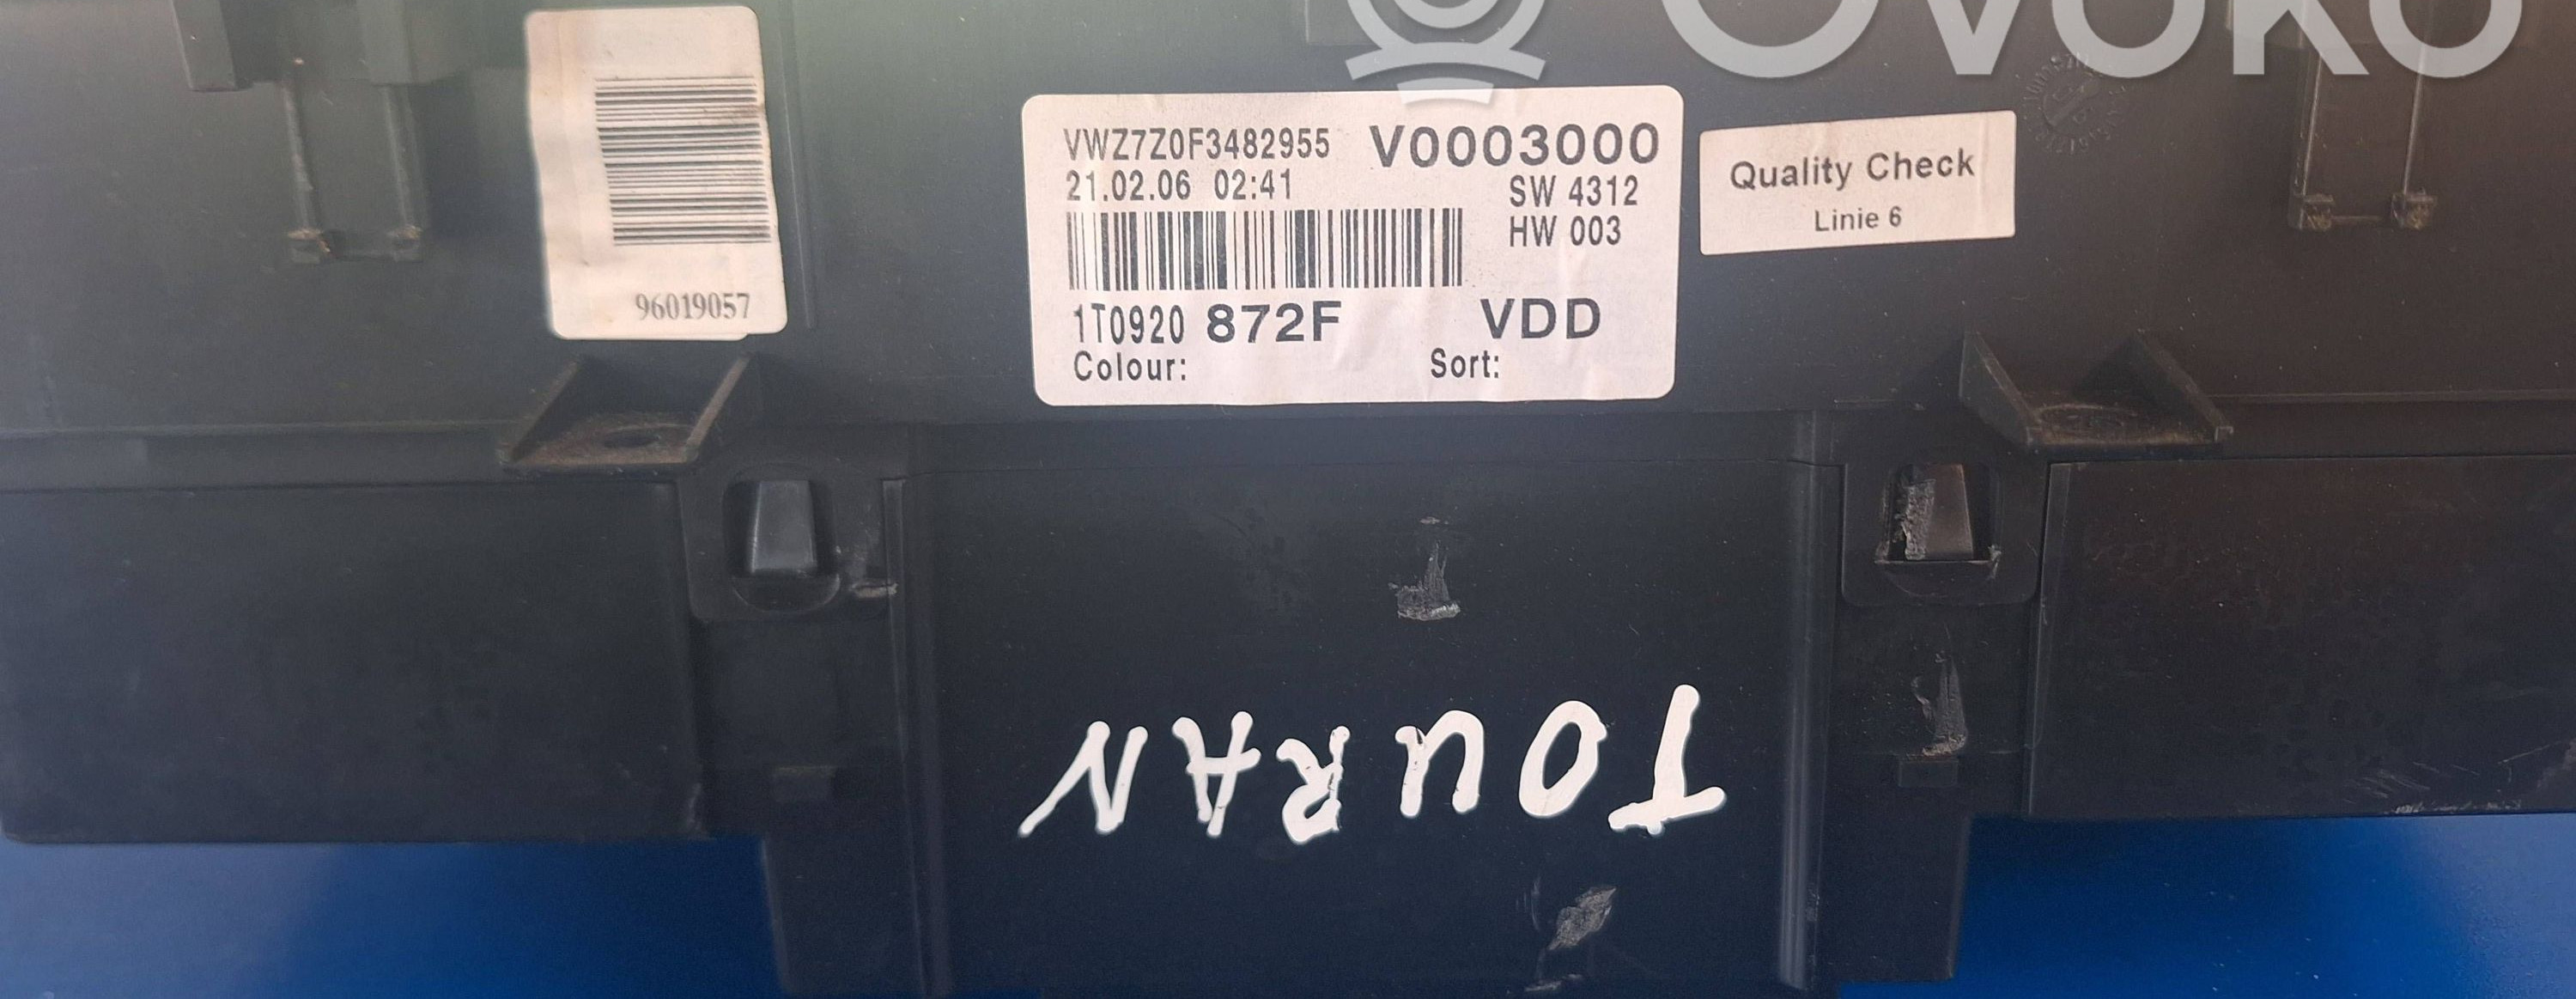 OVOKO
VWZ7Z0F3482955 V0003000
21.02.06 02:41 SW 4312
HW 003
1T0920 872F VDD
Colour: Sort:
Quality Check
Linie 6
96019057
TOURAN